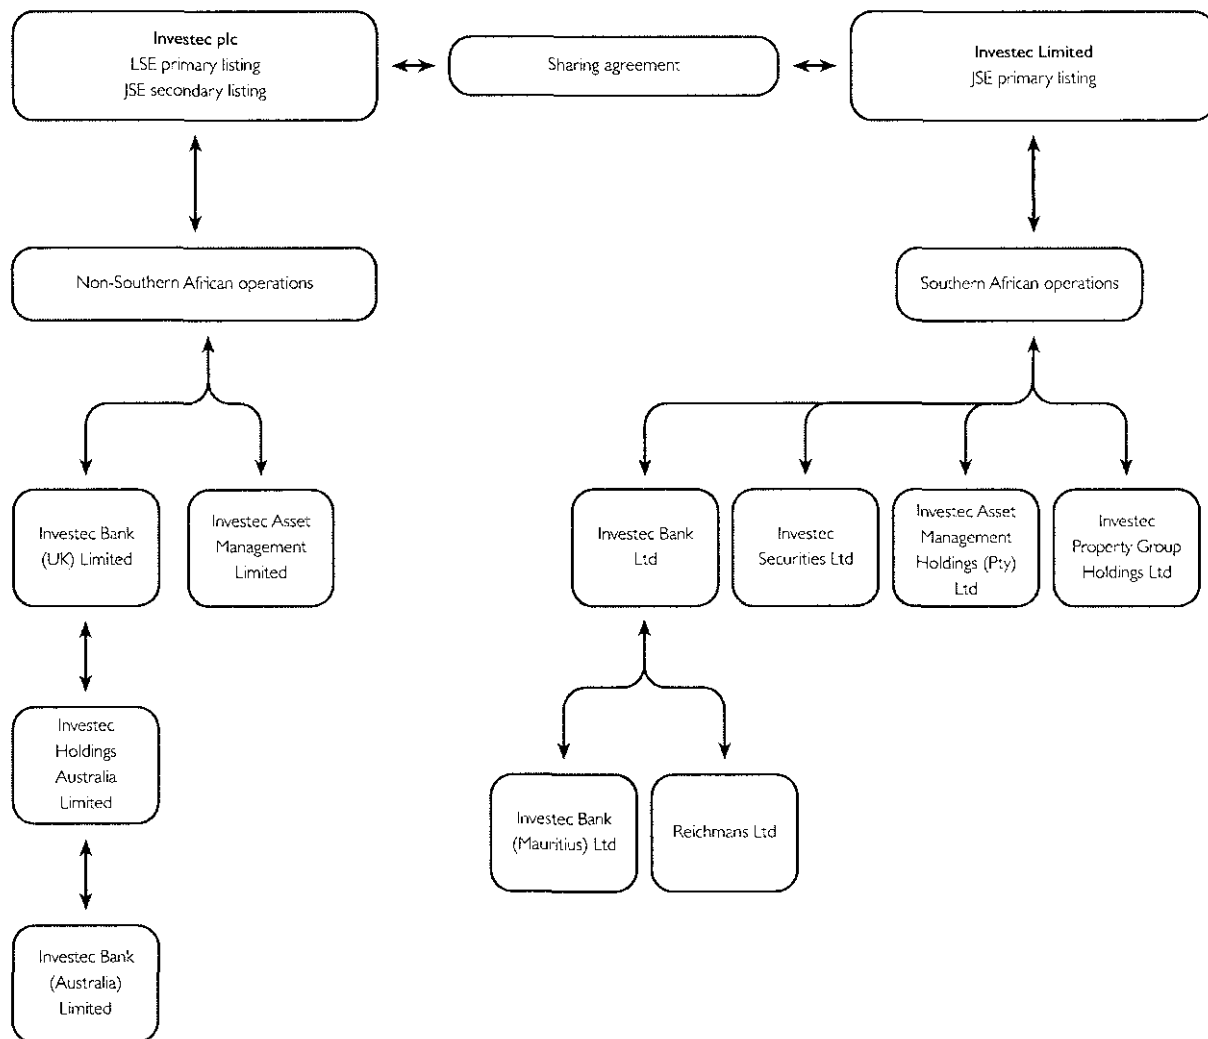 Investec plc
LSE primary listing
JSE secondary listing
Sharing agreement
Investec Limited
JSE primary listing
Non-Southern African operations
Southern African operations
Investec Bank
(UK) Limited
Investec Asset
Management
Limited
Investec Bank
Ltd
Investec
Securities Ltd
Investec Asset
Management
Holdings (Pty)
Ltd
Investec
Property Group
Holdings Ltd
Investec
Holdings
Australia
Limited
Investec Bank
(Mauritius) Ltd
Reichmans Ltd
Investec Bank
(Australia)
Limited